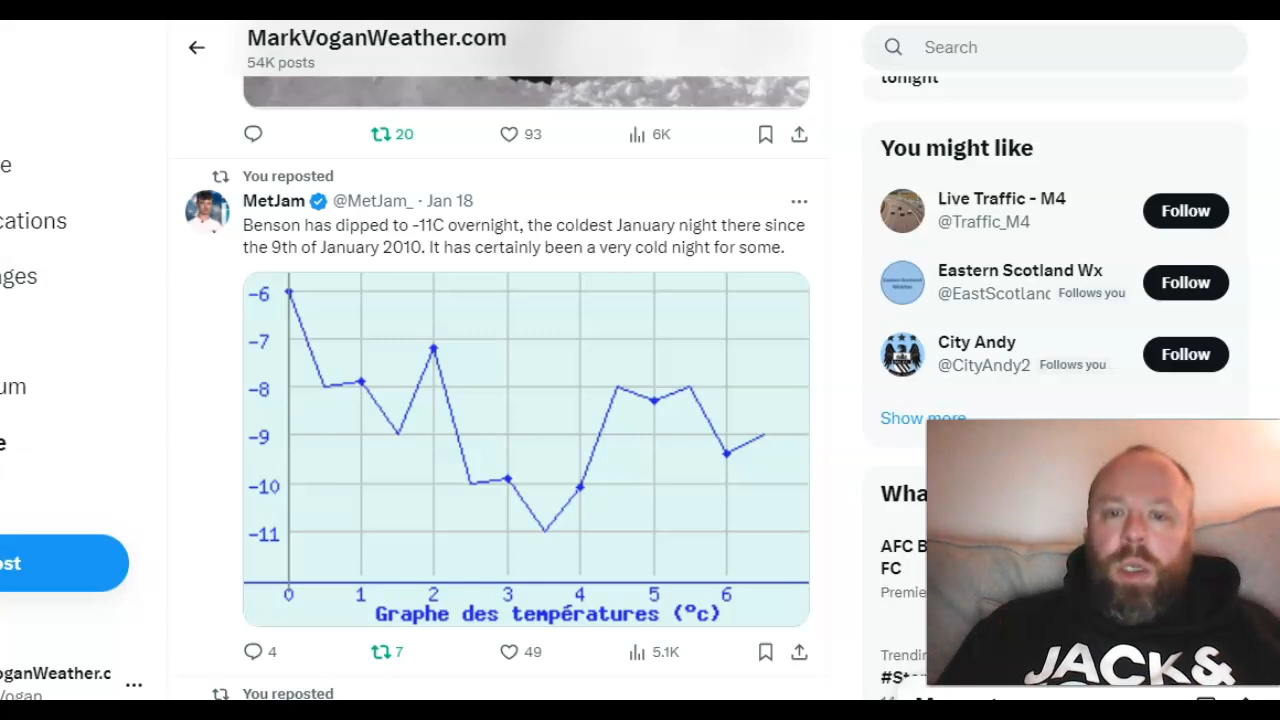 MarkVoganWeather.com
54K posts
Search
tonight
20
93
6K
You might like
You reposted
MetJam @MetJam_ · Jan 18
Benson has dipped to -11C overnight, the coldest January night there since
the 9th of January 2010. It has certainly been a very cold night for some.
Live Traffic - M4
@Traffic_M4
Follow
Eastern Scotland Wx
@EastScotlanc Follows you
Follow
City Andy
@CityAndy2 Follows you
Follow
Show more
-6
-7
-8
-9
-10
-11
0 1 2 3 4 5 6
Graphe des températures (°c)
4
7
49
5.1K
You reposted
e
cations
ges
um
e
ost
oganWeather.c
Vogan
Wha
AFC B
FC
Premie
Trendin
JACK&